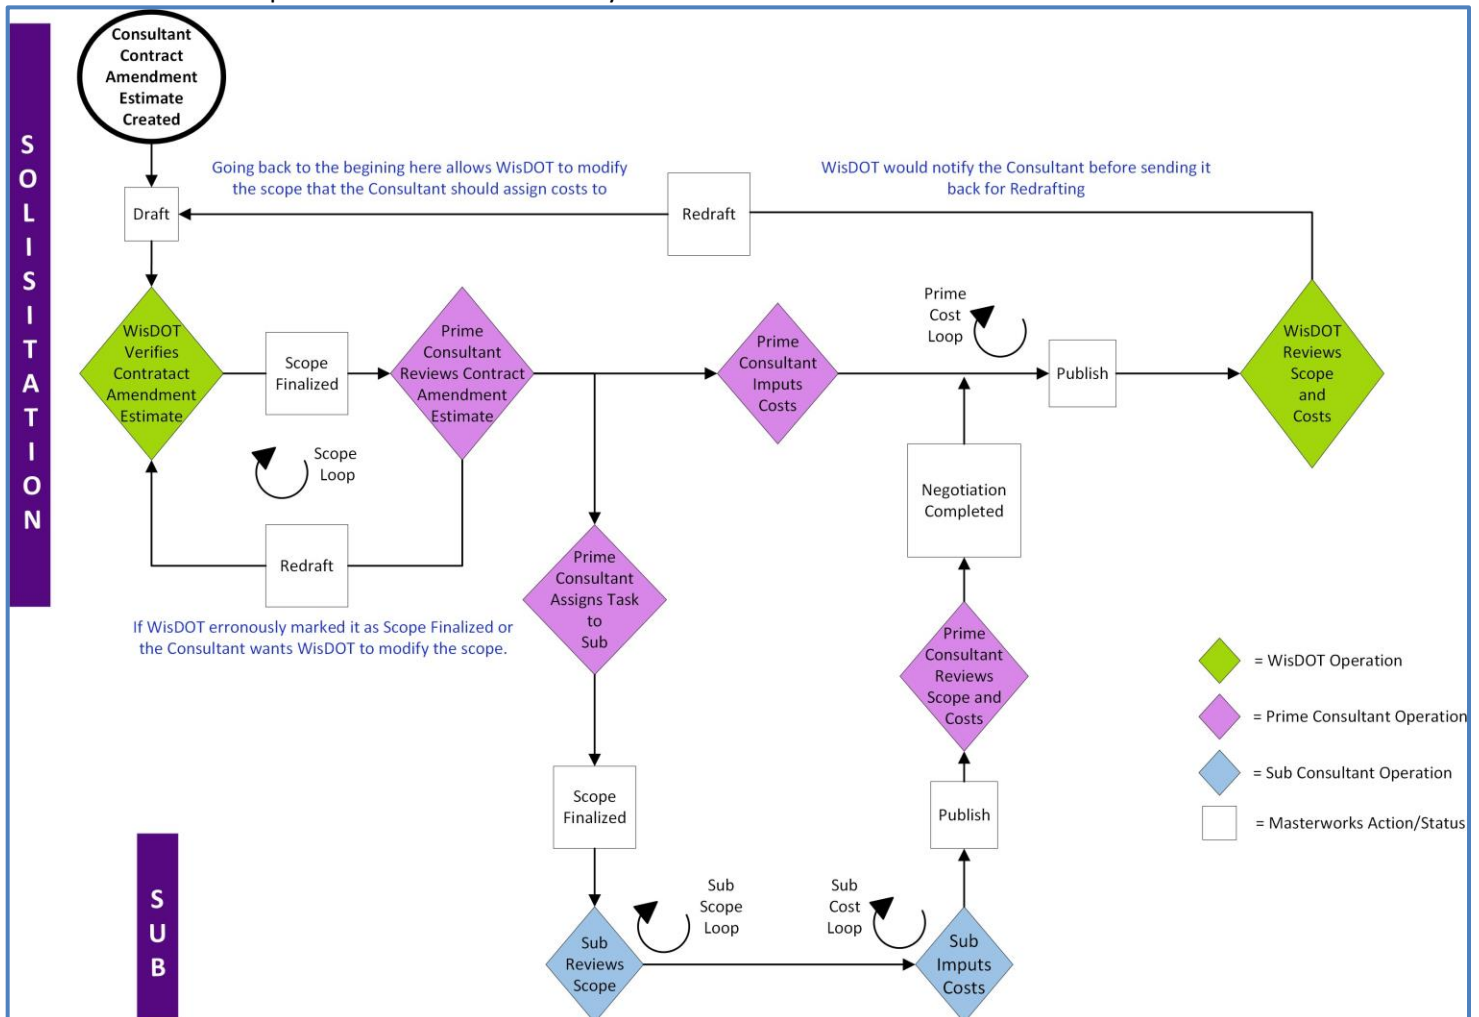 Consultant
Contract
Amendment
Estimate
Created
S
O
L
I
S
I
T
A
T
I
O
N
Going back to the begining here allows WisDOT to modify
the scope that the Consultant should assign costs to
WisDOT would notify the Consultant before sending it
back for Redrafting
Draft
Redraft
WisDOT
Verifies
Contratact
Amendment
Estimate
Scope
Finalized
Prime
Consultant
Reviews Contract
Amendment
Estimate
Prime
Consultant
Imputs
Costs
Prime
Cost
Loop
Publish
WisDOT
Reviews
Scope
and
Costs
Scope
Loop
Redraft
If WisDOT erronously marked it as Scope Finalized or
the Consultant wants WisDOT to modify the scope.
Negotiation
Completed
Prime
Consultant
Assigns Task
to
Sub
Prime
Consultant
Reviews
Scope and
Costs
= WisDOT Operation
= Prime Consultant Operation
= Sub Consultant Operation
= Masterworks Action/Status
Scope
Finalized
Publish
S
U
B
Sub
Scope
Loop
Sub
Cost
Loop
Sub
Reviews
Scope
Sub
Imputs
Costs